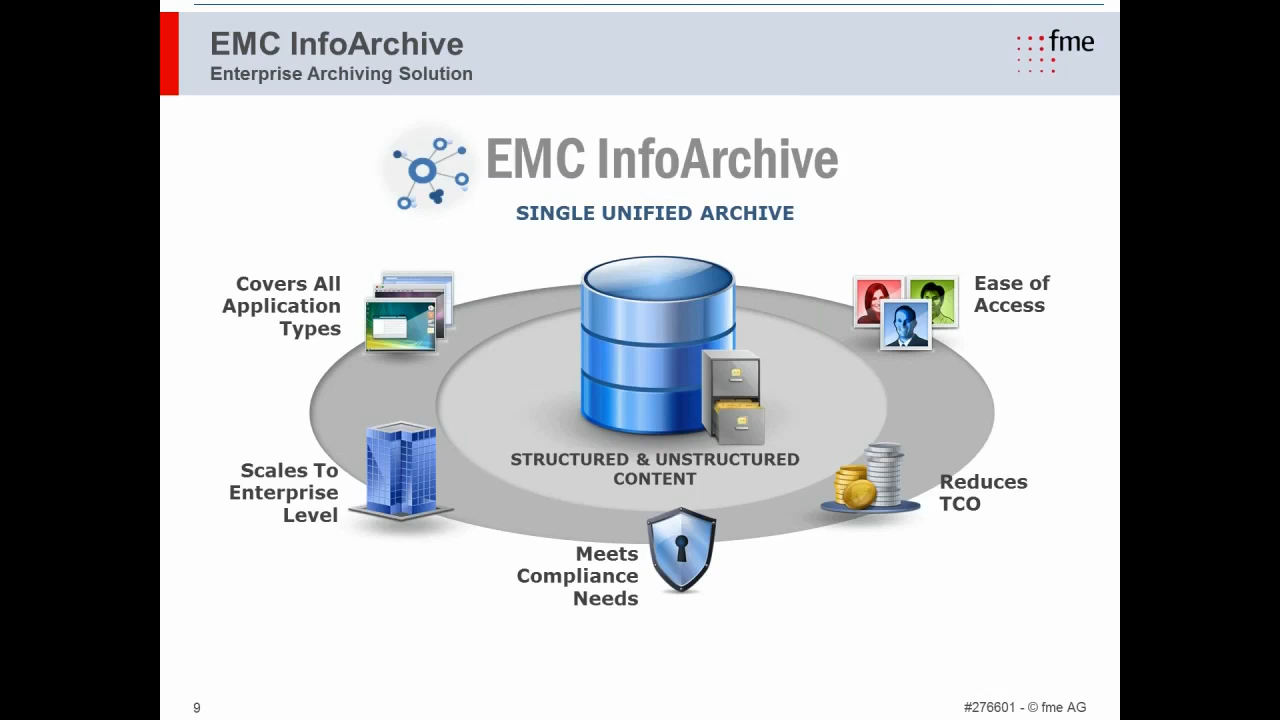 EMC InfoArchive
Enterprise Archiving Solution
fme
EMC InfoArchive
SINGLE UNIFIED ARCHIVE
Covers All
Application
Types
Ease of
Access
STRUCTURED & UNSTRUCTURED
CONTENT
Scales To
Enterprise
Level
Reduces
TCO
Meets
Compliance
Needs
9
#276601 - © fme AG